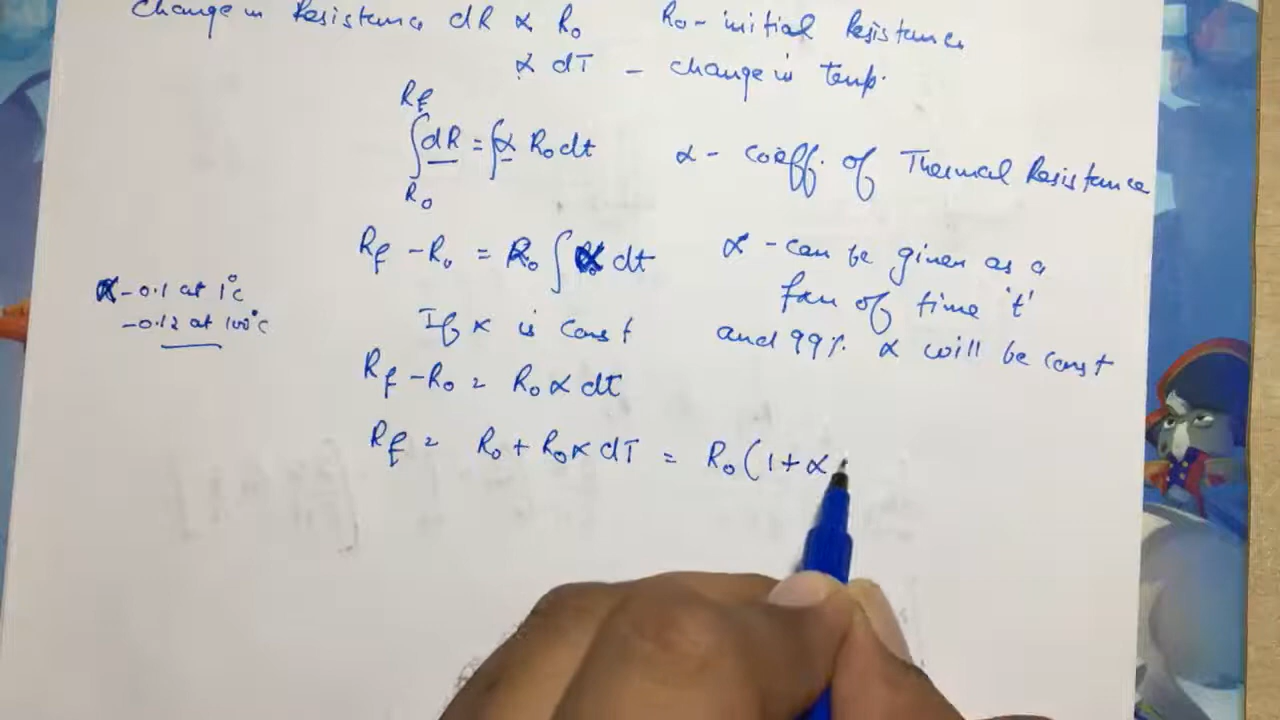 Change in Resistance dR ∝ R₀ R₀ - initial Resistance
∝ dT - change in temp.
∫dR = ∫α R₀ dt
Rf
R₀
α - coeff. of Thermal Resistance
Rf - R₀ = R₀ ∫ α dt
α - can be given as a
fun of time 't'
and 99% α will be const
α - 0.1 at 1°C
- 0.12 at 100°C
If α is const
Rf - R₀ = R₀ α dt
Rf = R₀ + R₀ α dT = R₀ (1 + α